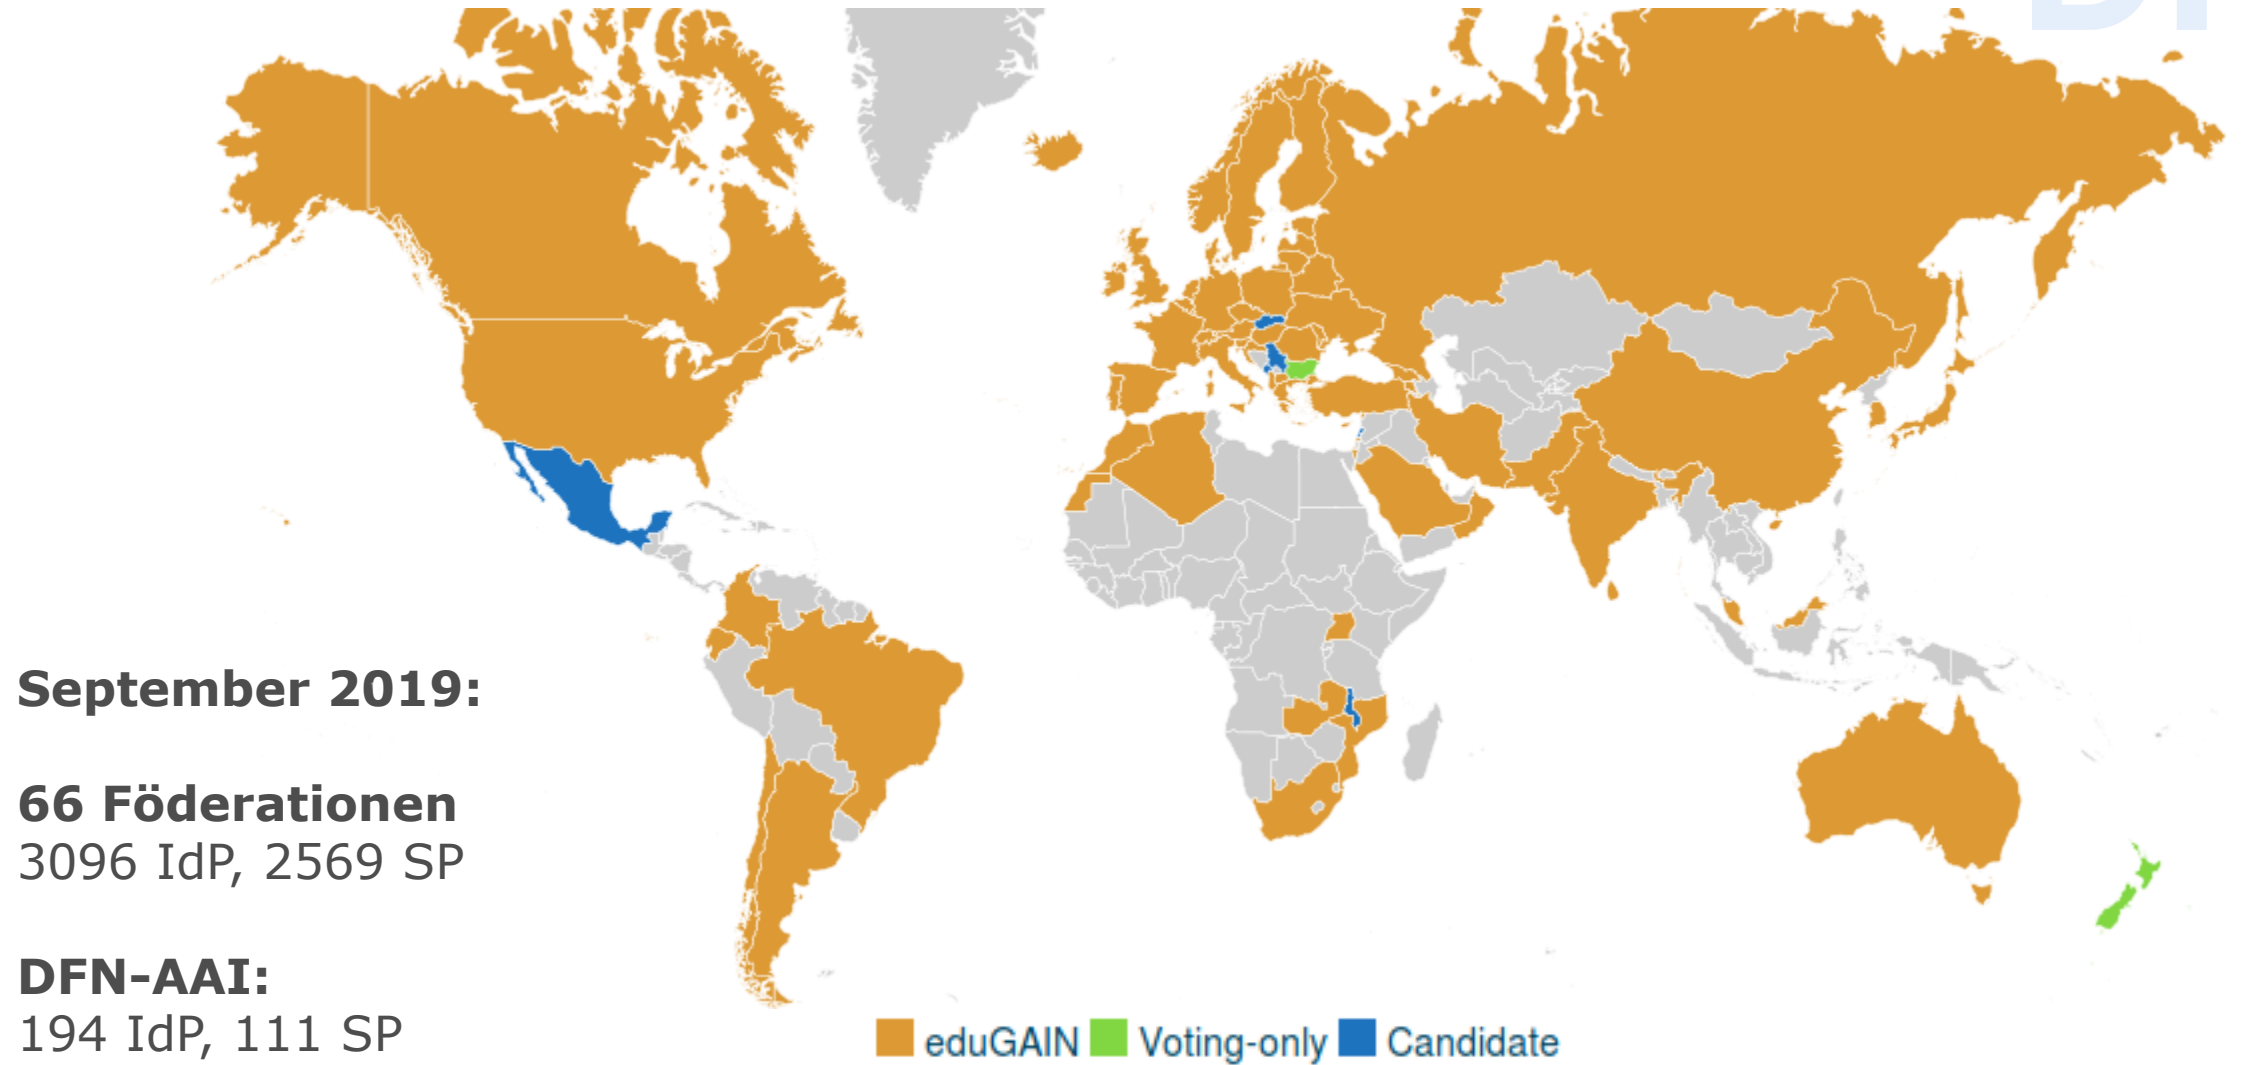 September 2019:
66 Föderationen
3096 IdP, 2569 SP
DFN-AAI:
194 IdP, 111 SP
eduGAIN Voting-only Candidate